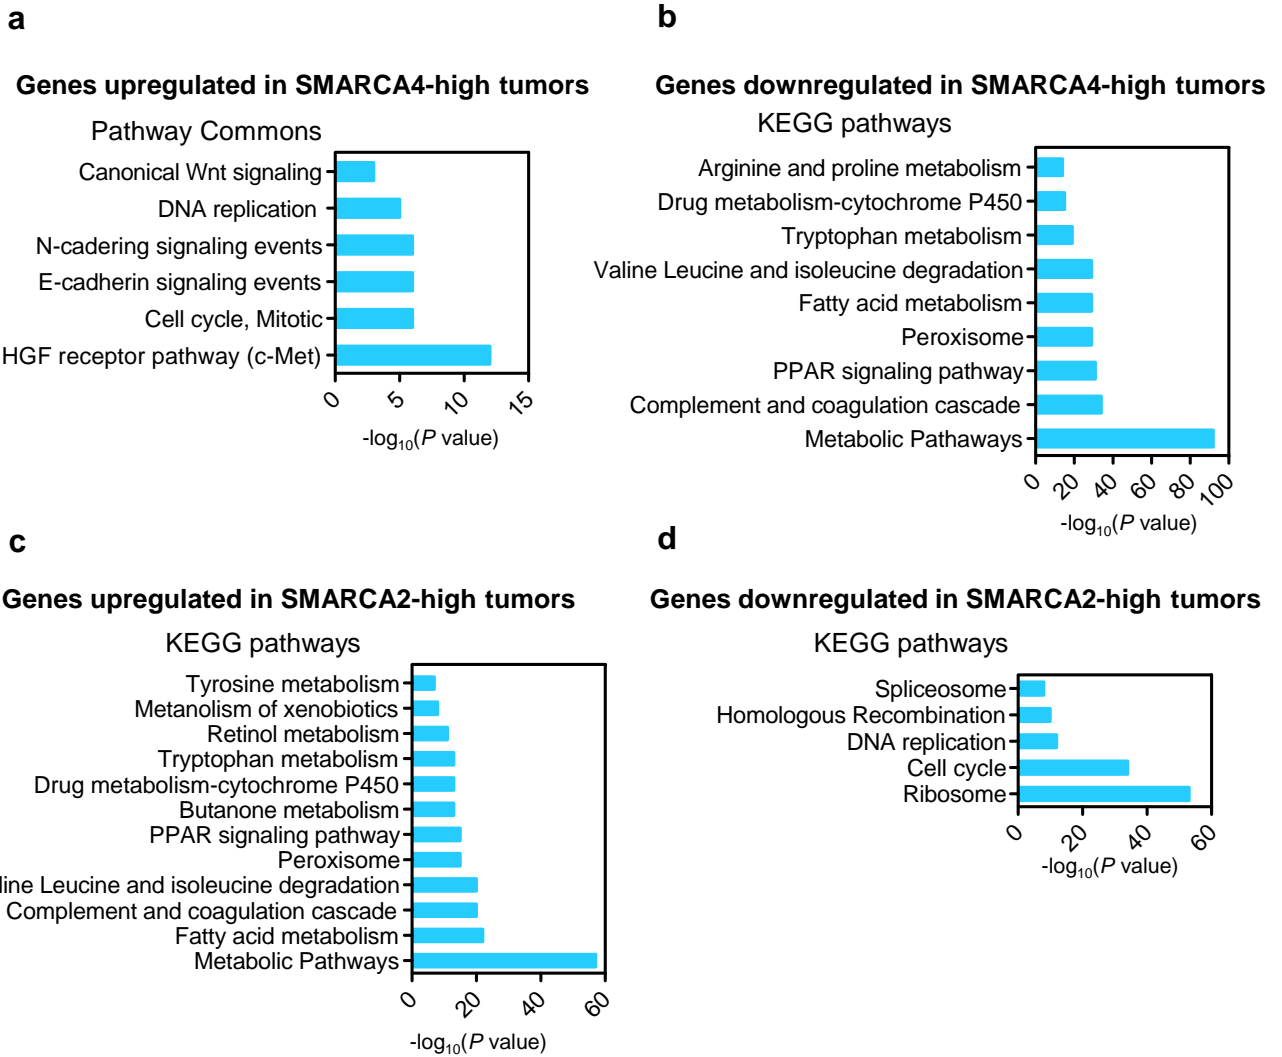 a
Genes upregulated in SMARCA4-high tumors
Pathway Commons
Canonical Wnt signaling
DNA replication
N-cadering signaling events
E-cadherin signaling events
Cell cycle, Mitotic
HGF receptor pathway (c-Met)
0 5 10 15
-log10(P value)
b
Genes downregulated in SMARCA4-high tumors
KEGG pathways
Arginine and proline metabolism
Drug metabolism-cytochrome P450
Tryptophan metabolism
Valine Leucine and isoleucine degradation
Fatty acid metabolism
Peroxisome
PPAR signaling pathway
Complement and coagulation cascade
Metabolic Pathaways
0 20 40 60 80 100
-log10(P value)
c
Genes upregulated in SMARCA2-high tumors
KEGG pathways
Tyrosine metabolism
Metanolism of xenobiotics
Retinol metabolism
Tryptophan metabolism
Drug metabolism-cytochrome P450
Butanone metabolism
PPAR signaling pathway
Peroxisome
line Leucine and isoleucine degradation
Complement and coagulation cascade
Fatty acid metabolism
Metabolic Pathways
0 20 40 60
-log10(P value)
d
Genes downregulated in SMARCA2-high tumors
KEGG pathways
Spliceosome
Homologous Recombination
DNA replication
Cell cycle
Ribosome
0 20 40 60
-log10(P value)